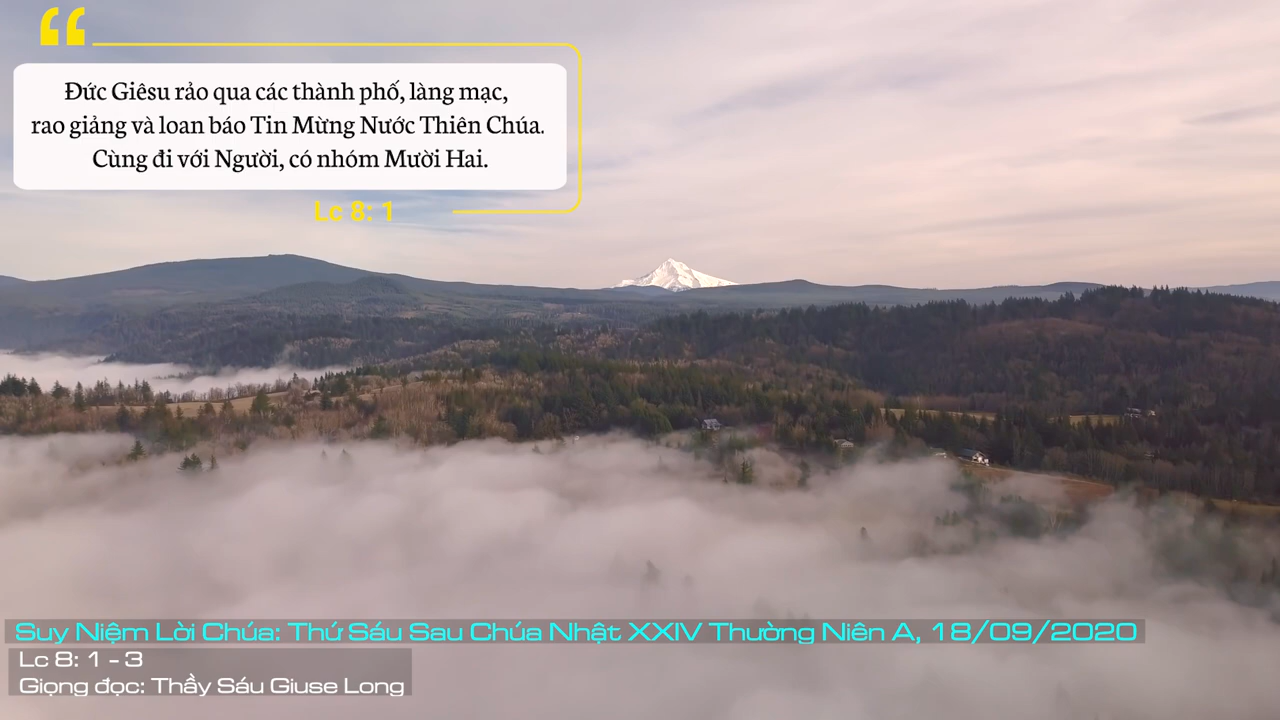 “
Đức Giêsu rảo qua các thành phố, làng mạc,
rao giảng và loan báo Tin Mừng Nước Thiên Chúa.
Cùng đi với Người, có nhóm Mười Hai.
Lc 8: 1
Suy Niệm Lời Chúa: Thứ Sáu Sau Chúa Nhật XXIV Thường Niên A, 18/09/2020
Lc 8: 1 - 3
Giọng đọc: Thầy Sáu Giuse Long